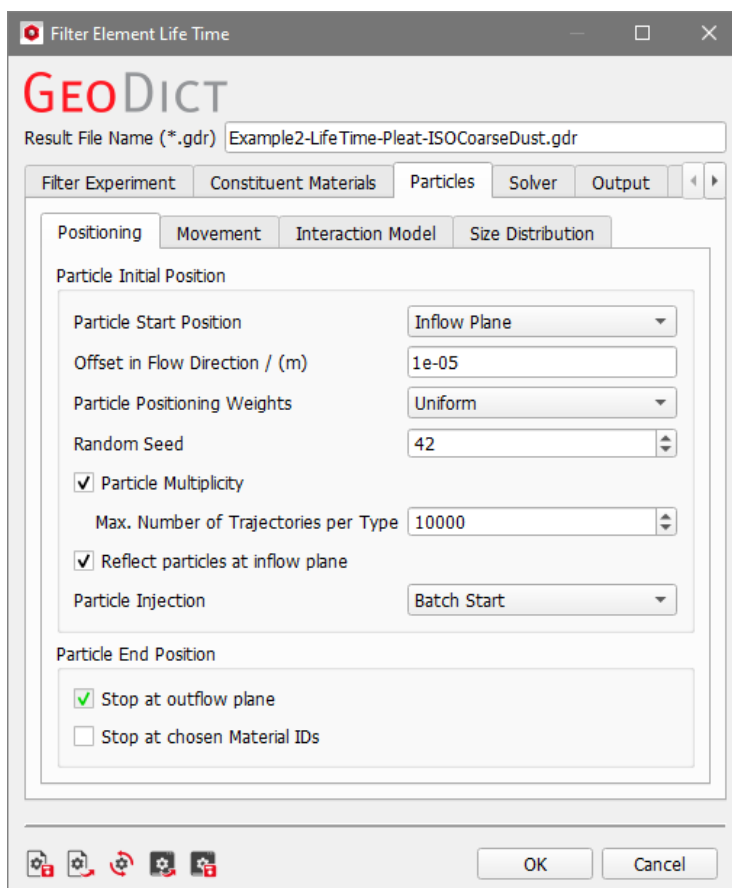 Filter Element Life Time
GEODICT
Result File Name (*.gdr) Example2-LifeTime-Pleat-ISOCoarseDust.gdr
Filter Experiment Constituent Materials Particles Solver Output
Positioning Movement Interaction Model Size Distribution
Particle Initial Position
Particle Start Position Inflow Plane
Offset in Flow Direction / (m) 1e-05
Particle Positioning Weights Uniform
Random Seed 42
Particle Multiplicity
Max. Number of Trajectories per Type 10000
Reflect particles at inflow plane
Particle Injection Batch Start
Particle End Position
Stop at outflow plane
Stop at chosen Material IDs
OK Cancel